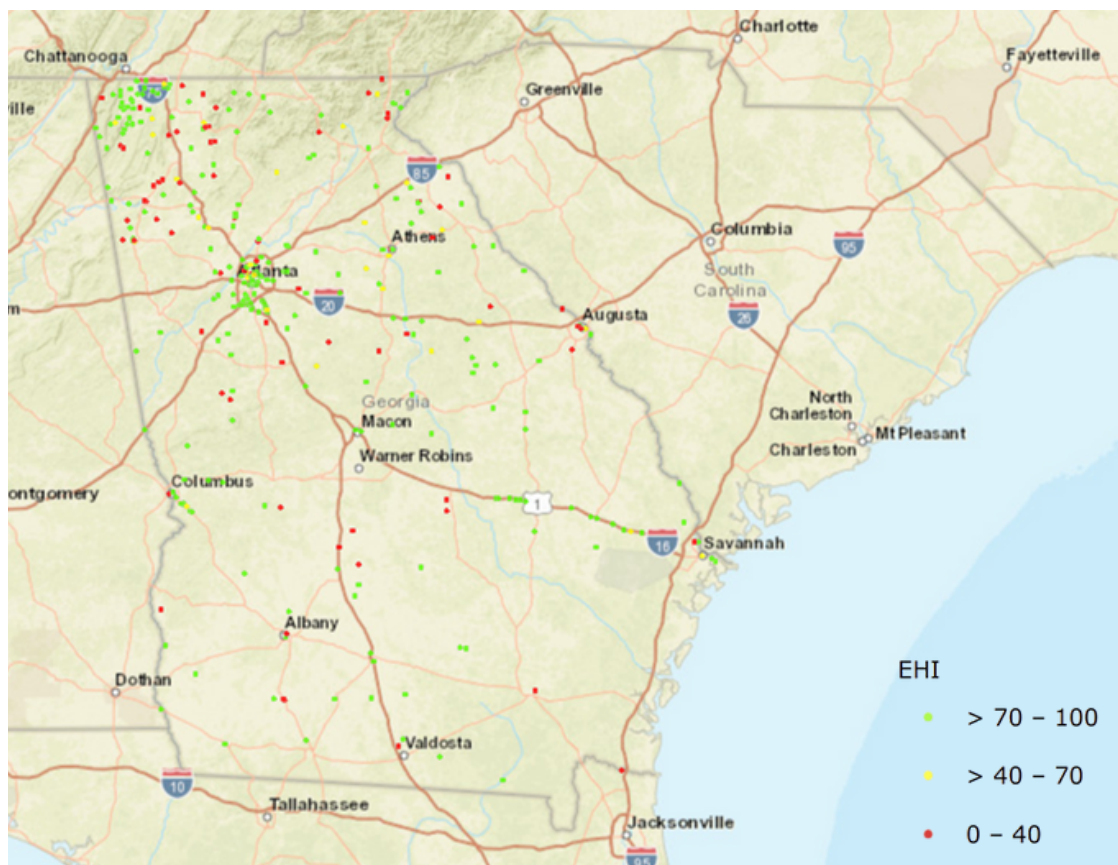 Charlotte
Chattanooga
Fayetteville
75
Greenville
ville
85
Athens
Columbia
95
Atlanta
South
Carolina
20
Augusta
26
m
Georgia
North
Charleston
Macon
Mt Pleasant
Charleston
Warner Robins
Columbus
ontgomery
1
16
Savannah
Albany
EHI
Dothan
> 70 – 100
Valdosta
> 40 – 70
10
Tallahassee
Jacksonville
0 – 40
95